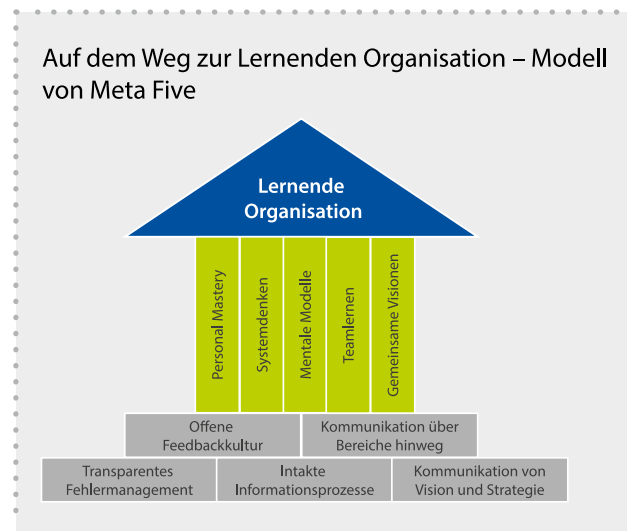 Auf dem Weg zur Lernenden Organisation – Modell
von Meta Five
Lernende
Organisation
Personal Mastery
Systemdenken
Mentale Modelle
Teamlernen
Gemeinsame Visionen
Offene
Feedbackkultur
Kommunikation über
Bereiche hinweg
Transparentes
Fehlermanagement
Intakte
Informationsprozesse
Kommunikation von
Vision und Strategie